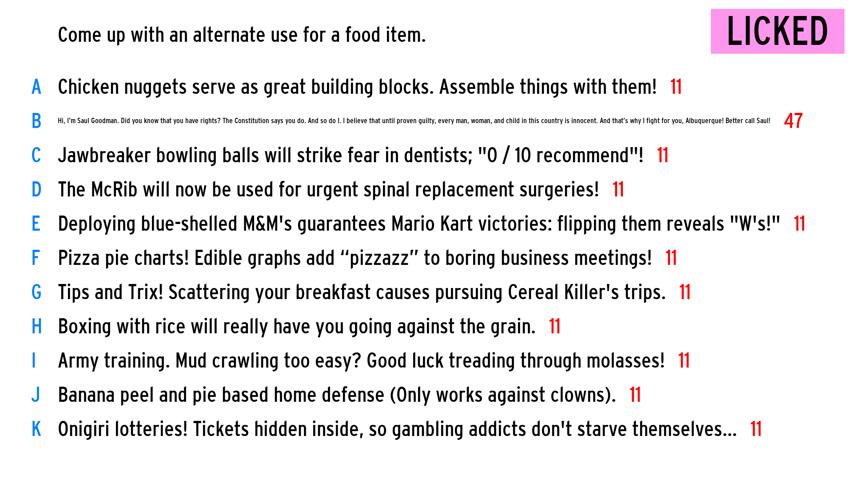 Come up with an alternate use for a food item.
LICKED
A Chicken nuggets serve as great building blocks. Assemble things with them! 11
B Hi, I'm Saul Goodman. Did you know that you have rights? The Constitution says you do. And so do I. I believe that until proven guilty, every man, woman, and child in this country is innocent. And that's why I fight for you, Albuquerque! Better call Saul! 47
C Jawbreaker bowling balls will strike fear in dentists; "0 / 10 recommend"! 11
D The McRib will now be used for urgent spinal replacement surgeries! 11
E Deploying blue-shelled M&M's guarantees Mario Kart victories: flipping them reveals "W's!" 11
F Pizza pie charts! Edible graphs add “pizzazz” to boring business meetings! 11
G Tips and Trix! Scattering your breakfast causes pursuing Cereal Killer's trips. 11
H Boxing with rice will really have you going against the grain. 11
I Army training. Mud crawling too easy? Good luck treading through molasses! 11
J Banana peel and pie based home defense (Only works against clowns). 11
K Onigiri lotteries! Tickets hidden inside, so gambling addicts don't starve themselves... 11